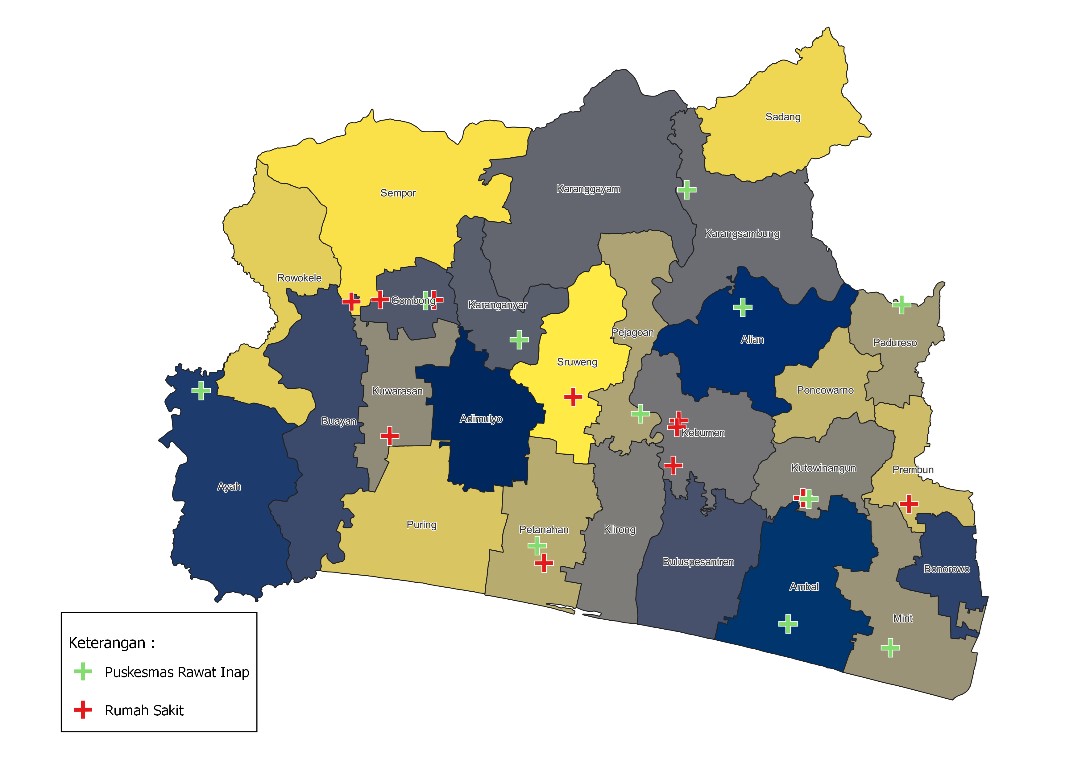 Sadang
Karanggayam
Sempor
Karangsambung
Rowokele
Gombong
Karanganyar
Pejagoan
Alian
Padureso
Sruweng
Kuwarasan
Poncowarno
Adimulyo
Buayan
Kebumen
Kutowinangun
Prembun
Ayah
Puring
Petanahan
Klirong
Buluspesantren
Bonorowo
Ambal
Mirit
Keterangan :
Puskesmas Rawat Inap
Rumah Sakit